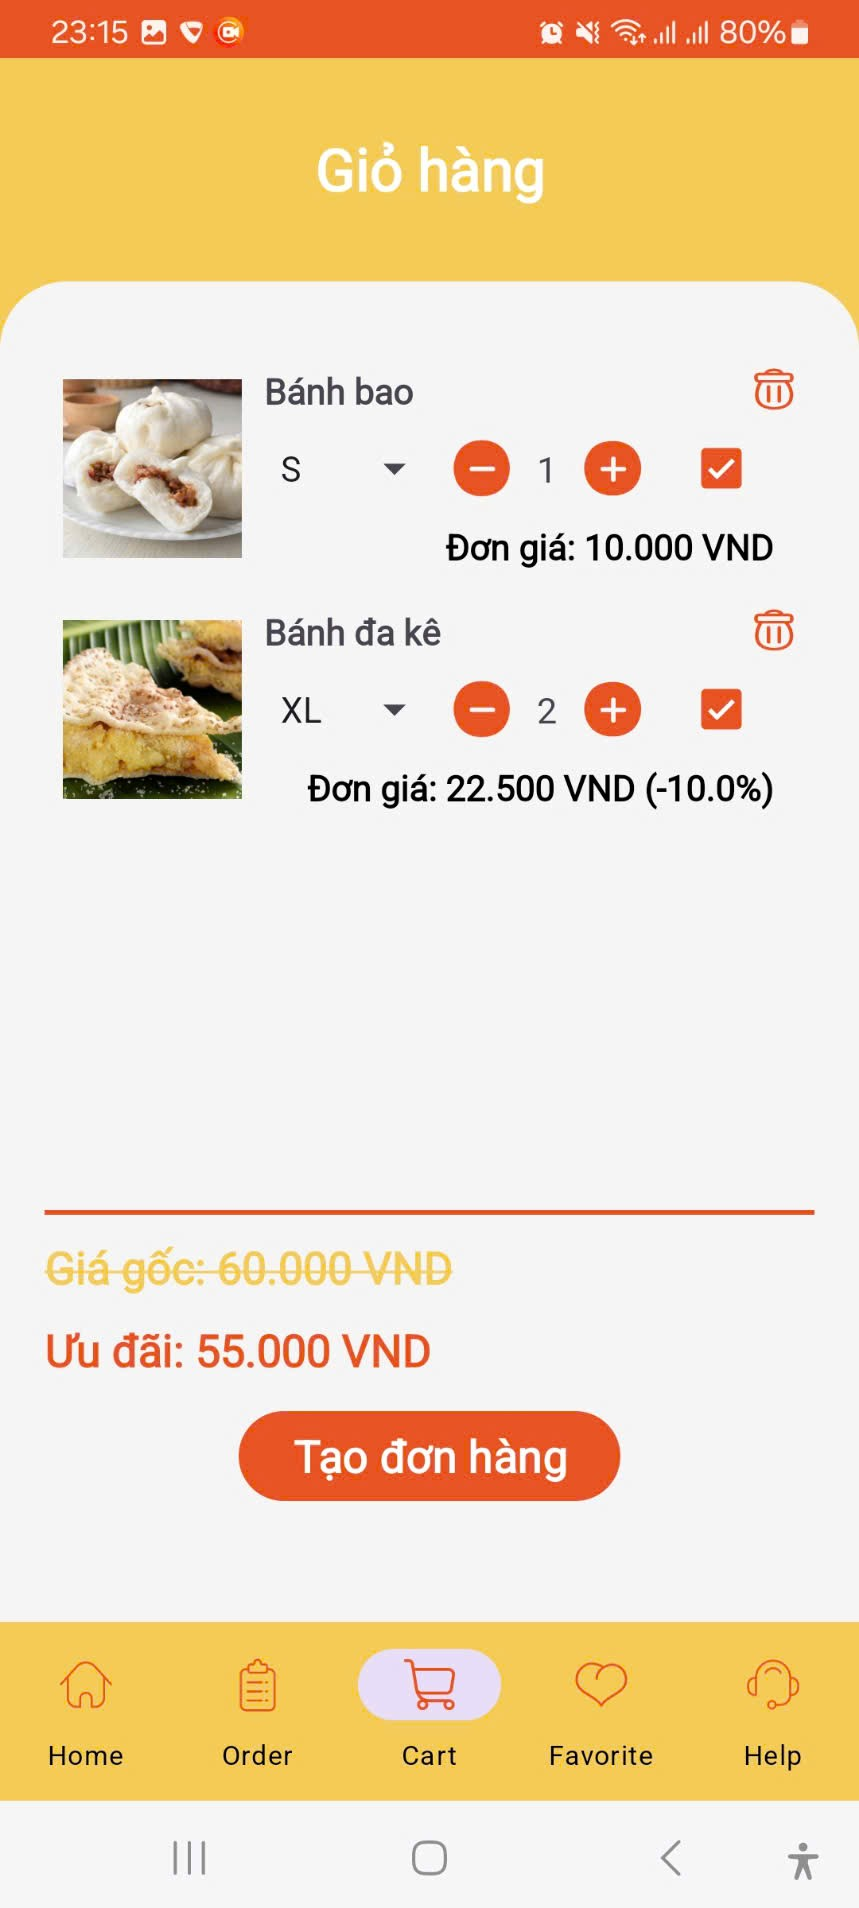 23:15 80%
Giỏ hàng
Bánh bao
S 1
Đơn giá: 10.000 VND
Bánh đa kê
XL 2
Đơn giá: 22.500 VND (-10.0%)
Giá gốc: 60.000 VND
Ưu đãi: 55.000 VND
Tạo đơn hàng
Home Order Cart Favorite Help